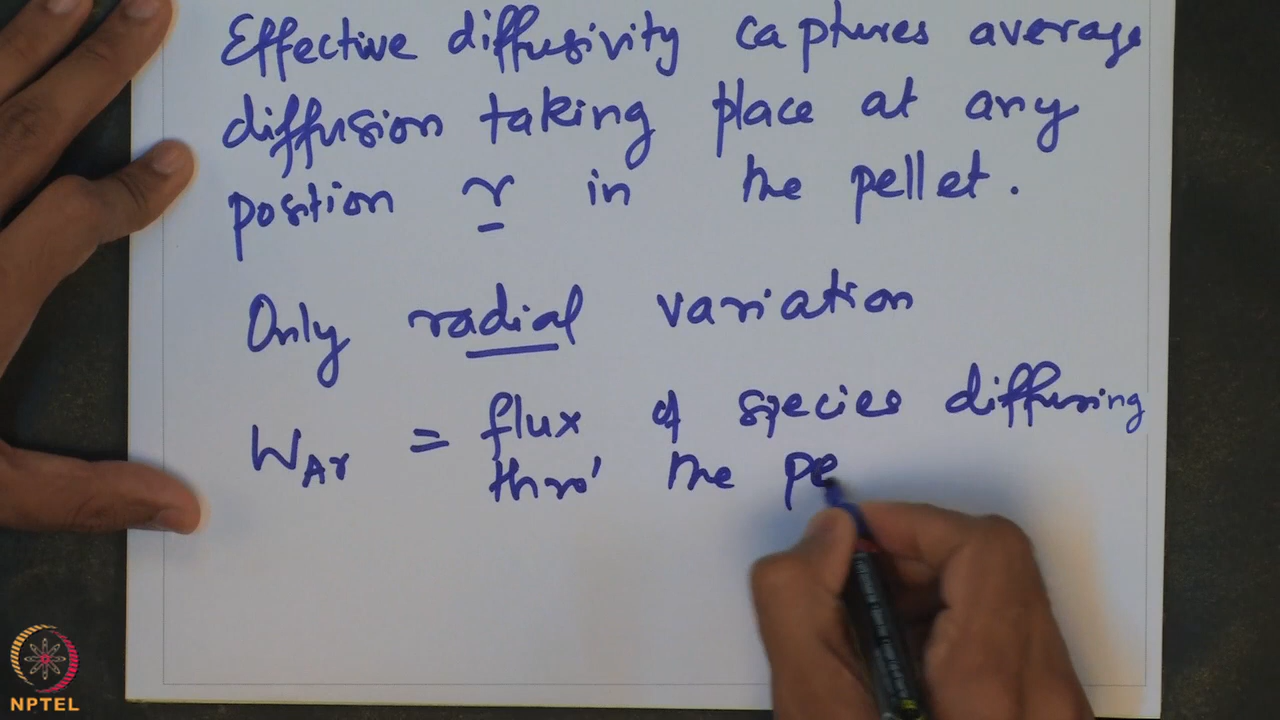 Effective diffusivity captures average
diffusion taking place at any
position r in the pellet.
Only radial variation
W_Ar = flux of species diffusing
thro' the pe
NPTEL